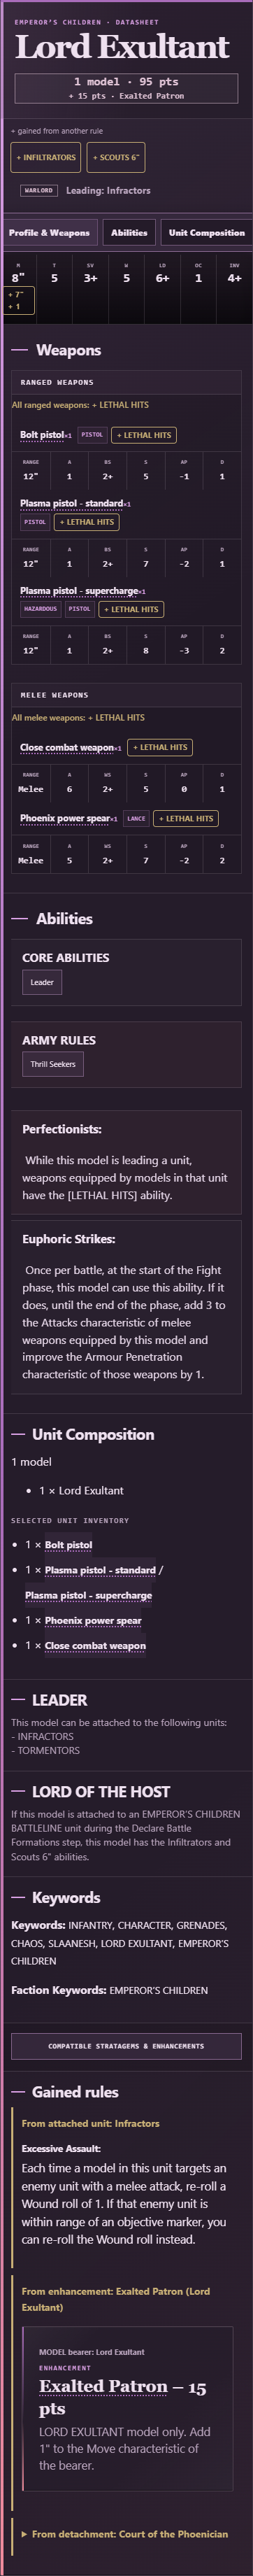 EMPEROR'S CHILDREN · DATASHEET
Lord Exultant
1 model · 95 pts
+ 15 pts · Exalted Patron
+ gained from another rule
+ INFILTRATORS + SCOUTS 6"
WARLORD Leading: Infractors
Profile & Weapons Abilities Unit Composition
M T SV W LD OC INV
8" 5 3+ 5 6+ 1 4+
+ 7"
+ 1
Weapons
RANGED WEAPONS
All ranged weapons: + LETHAL HITS
Bolt pistol×1 PISTOL + LETHAL HITS
RANGE A BS S AP D
12" 1 2+ 5 -1 1
Plasma pistol - standard×1
PISTOL + LETHAL HITS
RANGE A BS S AP D
12" 1 2+ 7 -2 1
Plasma pistol - supercharge×1
HAZARDOUS PISTOL + LETHAL HITS
RANGE A BS S AP D
12" 1 2+ 8 -3 2
MELEE WEAPONS
All melee weapons: + LETHAL HITS
Close combat weapon×1 + LETHAL HITS
RANGE A WS S AP D
Melee 6 2+ 5 0 1
Phoenix power spear×1 LANCE + LETHAL HITS
RANGE A WS S AP D
Melee 5 2+ 7 -2 2
Abilities
CORE ABILITIES
Leader
ARMY RULES
Thrill Seekers
Perfectionists:
While this model is leading a unit,
weapons equipped by models in that unit
have the [LETHAL HITS] ability.
Euphoric Strikes:
Once per battle, at the start of the Fight
phase, this model can use this ability. If it
does, until the end of the phase, add 3 to
the Attacks characteristic of melee
weapons equipped by this model and
improve the Armour Penetration
characteristic of those weapons by 1.
Unit Composition
1 model
• 1 × Lord Exultant
SELECTED UNIT INVENTORY
• 1 × Bolt pistol
• 1 × Plasma pistol - standard /
Plasma pistol - supercharge
• 1 × Phoenix power spear
• 1 × Close combat weapon
LEADER
This model can be attached to the following units:
- INFRACTORS
- TORMENTORS
LORD OF THE HOST
If this model is attached to an EMPEROR'S CHILDREN
BATTLELINE unit during the Declare Battle
Formations step, this model has the Infiltrators and
Scouts 6" abilities.
Keywords
Keywords: INFANTRY, CHARACTER, GRENADES,
CHAOS, SLAANESH, LORD EXULTANT, EMPEROR'S
CHILDREN
Faction Keywords: EMPEROR'S CHILDREN
COMPATIBLE STRATAGEMS & ENHANCEMENTS
Gained rules
From attached unit: Infractors
Excessive Assault:
Each time a model in this unit targets an
enemy unit with a melee attack, re-roll a
Wound roll of 1. If that enemy unit is
within range of an objective marker, you
can re-roll the Wound roll instead.
From enhancement: Exalted Patron (Lord
Exultant)
MODEL bearer: Lord Exultant
ENHANCEMENT
Exalted Patron – 15
pts
LORD EXULTANT model only. Add
1" to the Move characteristic of
the bearer.
▶ From detachment: Court of the Phoenician